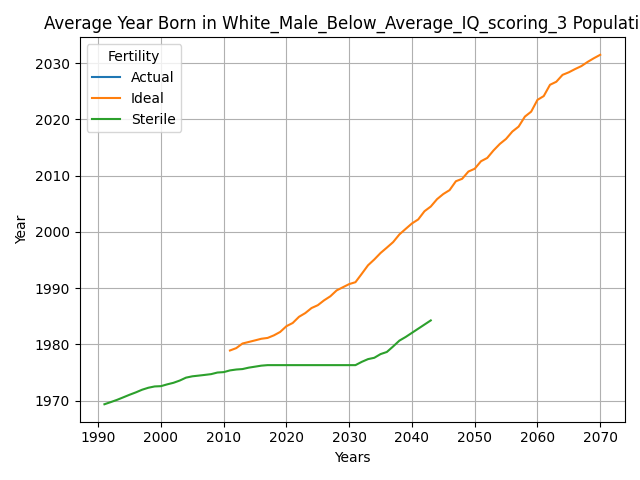 Average Year Born in White_Male_Below_Average_IQ_scoring_3 Populati
Fertility
Actual
Ideal
Sterile
Year
2030
2020
2010
2000
1990
1980
1970
1990 2000 2010 2020 2030 2040 2050 2060 2070
Years